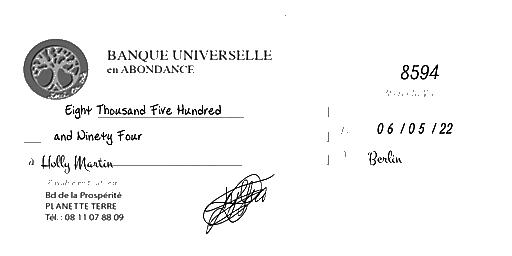 BANQUE UNIVERSELLE
en ABONDANCE
8594
Eight Thousand Five Hundred
and Ninety Four
06/05/22
à Holly Martin
Berlin
Bd de la Prospérité
PLANETTE TERRE
Tél. : 08 11 07 88 09